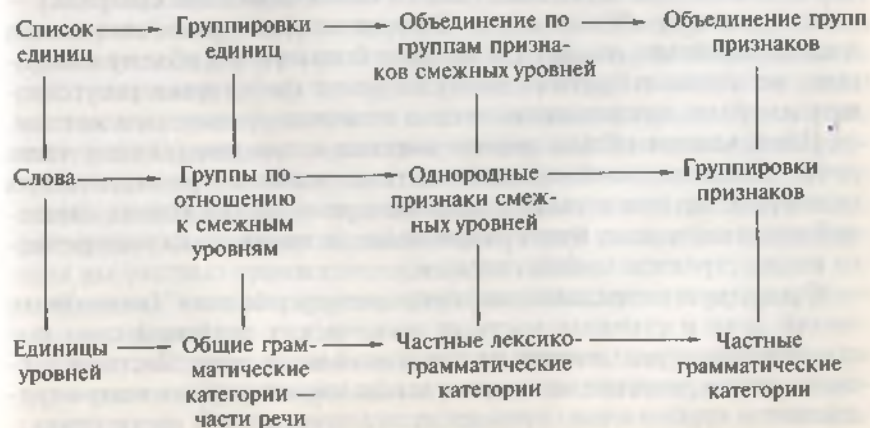 Список
единиц
Группировки
единиц
Объединение по
группам призна-
ков смежных уровней
Объединение групп
признаков
Слова
Группы по
отношению
к смежным
уровням
Однородные
признаки смеж-
ных уровней
Группировки
признаков
Единицы
уровней
Общие грам-
матические
категории —
части речи
Частные лексико-
грамматические
категории
Частные
грамматические
категории